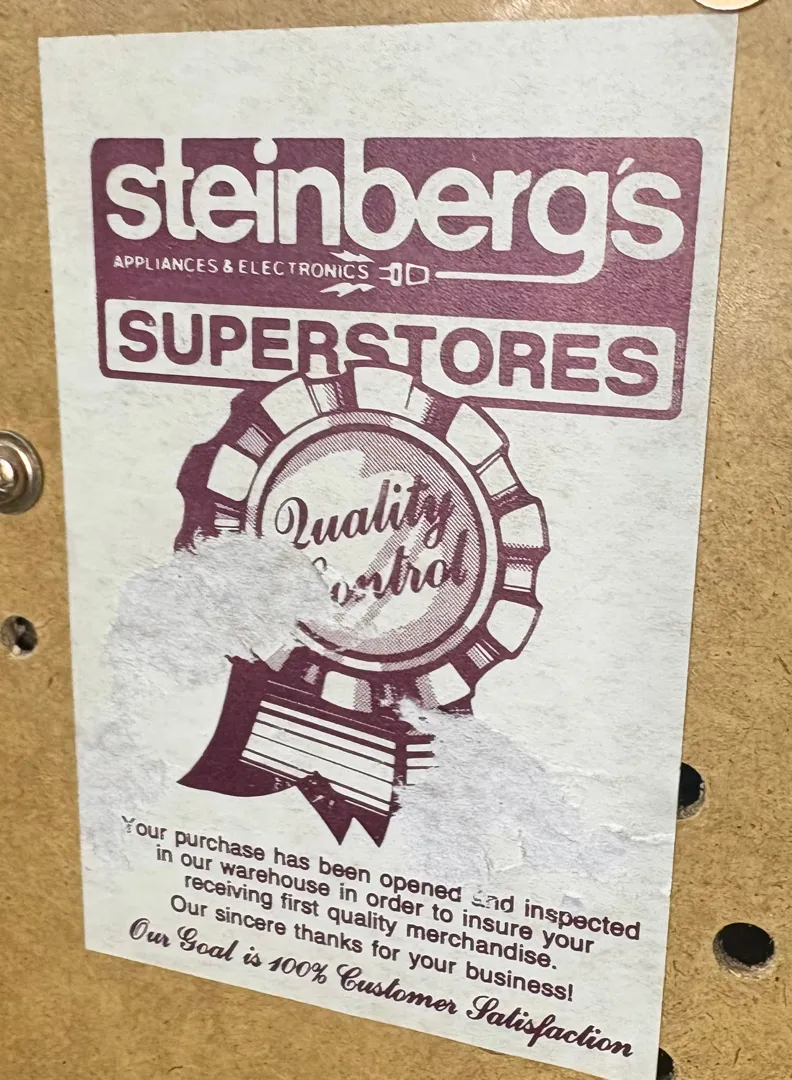 steinberg's
APPLIANCES & ELECTRONICS
SUPERSTORES
Quality
Control
Your purchase has been opened and inspected
in our warehouse in order to insure your
receiving first quality merchandise.
Our sincere thanks for your business!
Our Goal is 100% Customer Satisfaction